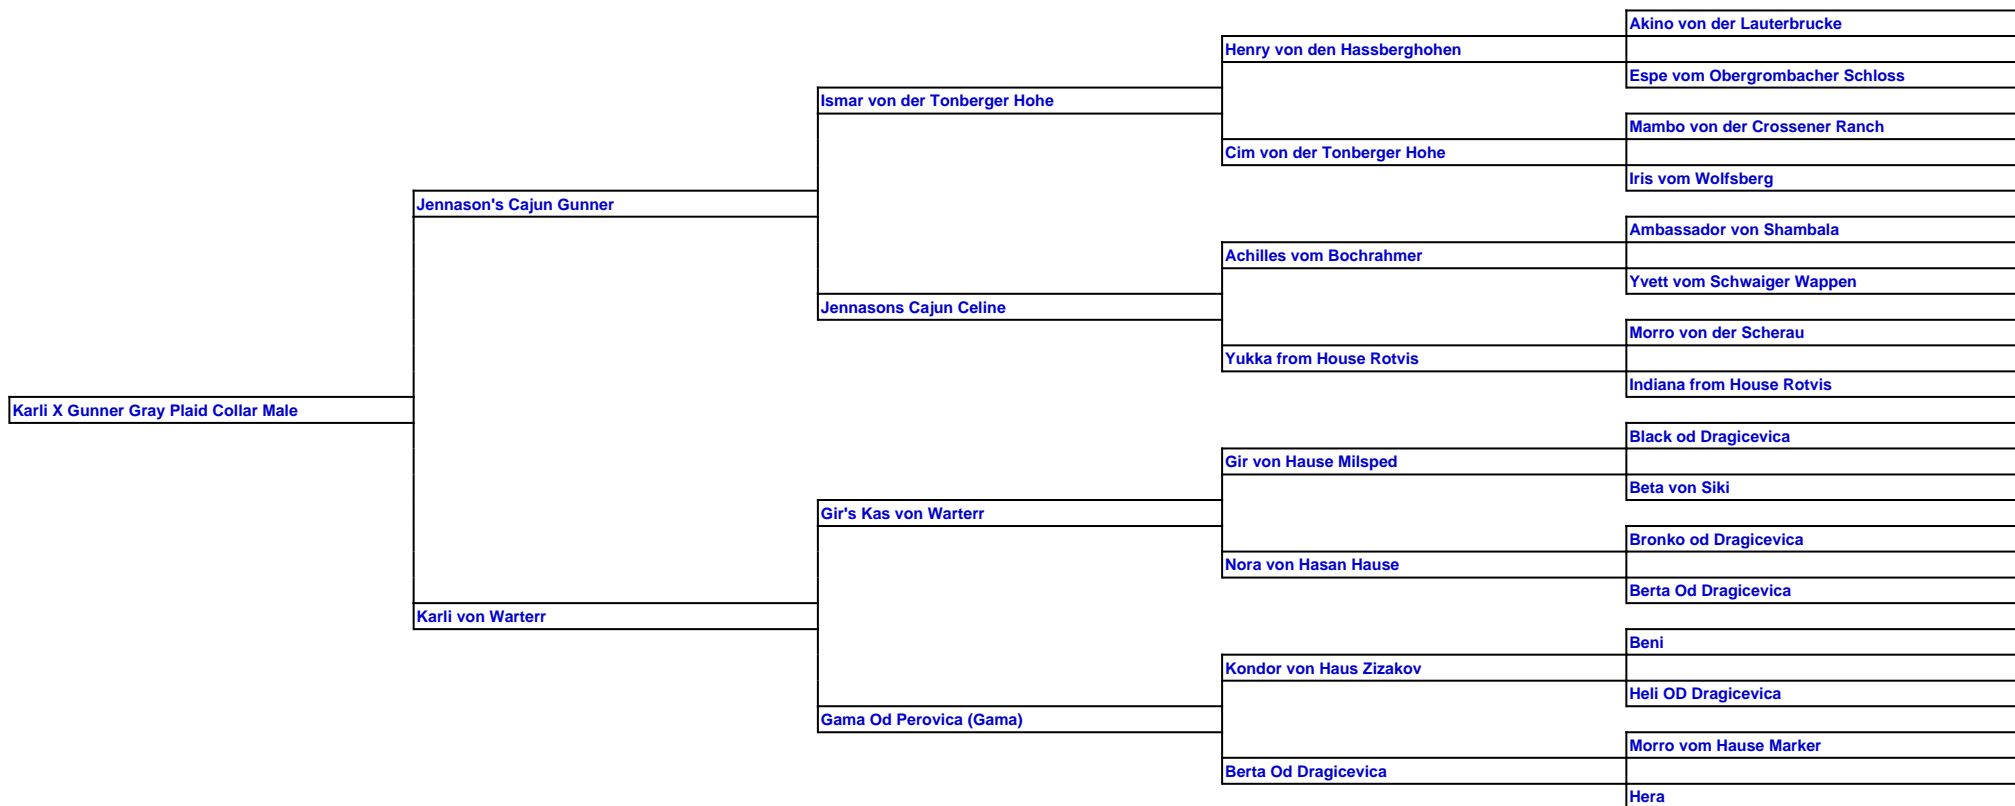 Akino von der Lauterbrucke
Henry von den Hassberghohen
Espe vom Obergrombacher Schloss
Ismar von der Tonberger Hohe
Mambo von der Crossener Ranch
Cim von der Tonberger Hohe
Iris vom Wolfsberg
Jennason's Cajun Gunner
Ambassador von Shambala
Achilles vom Bochrahmer
Yvett vom Schwaiger Wappen
Jennasons Cajun Celine
Morro von der Scherau
Yukka from House Rotvis
Indiana from House Rotvis
Karli X Gunner Gray Plaid Collar Male
Black od Dragicevica
Gir von Hause Milsped
Beta von Siki
Gir's Kas von Warterr
Bronko od Dragicevica
Nora von Hasan Hause
Berta Od Dragicevica
Karli von Warterr
Beni
Kondor von Haus Zizakov
Heli OD Dragicevica
Gama Od Perovica (Gama)
Morro vom Hause Marker
Berta Od Dragicevica
Hera